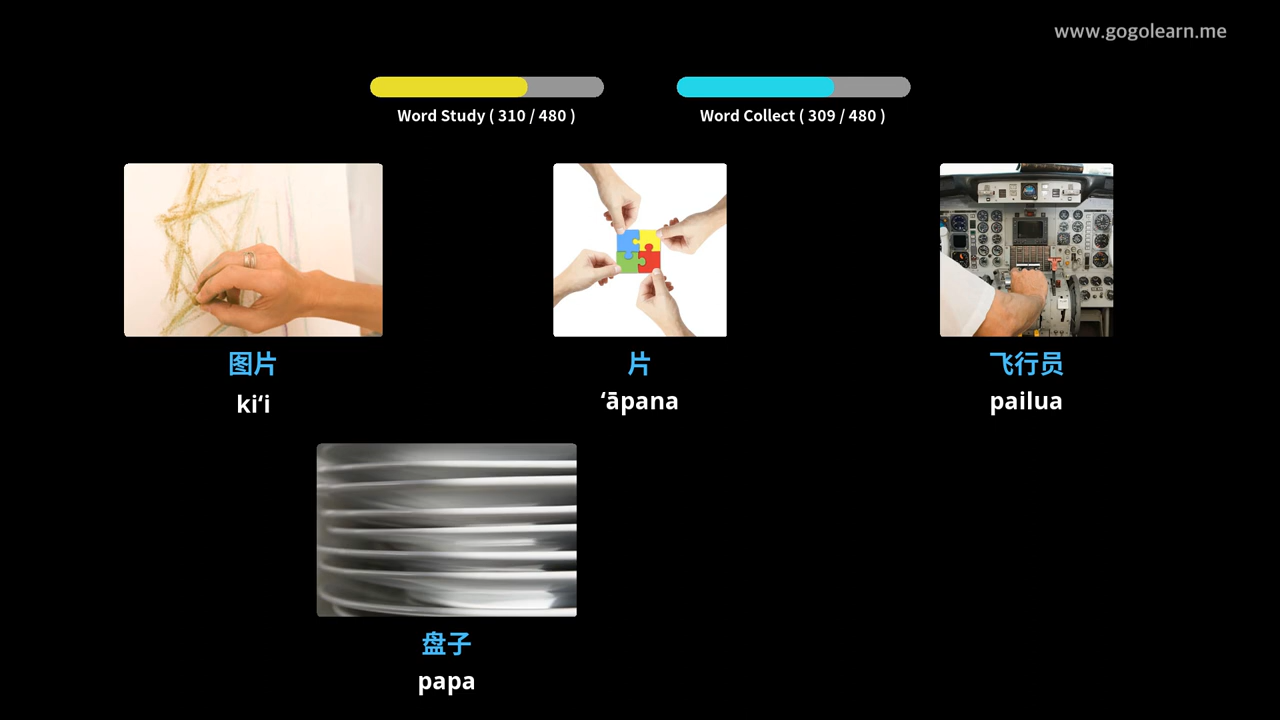 www.gogolearn.me
Word Study ( 310 / 480 )
Word Collect ( 309 / 480 )
图片
kiʻi
片
ʻāpana
飞行员
pailua
盘子
papa